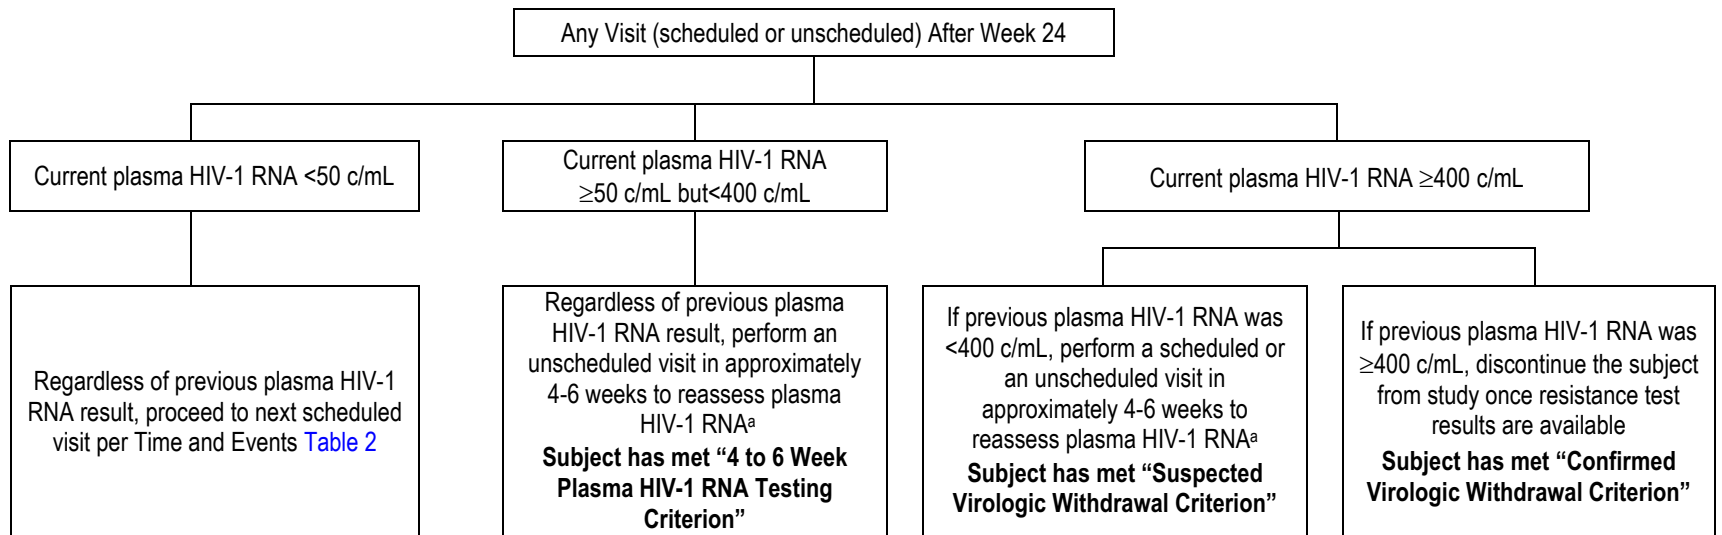 Any Visit (scheduled or unscheduled) After Week 24
Current plasma HIV-1 RNA <50 c/mL
Current plasma HIV-1 RNA
≥50 c/mL but<400 c/mL
Current plasma HIV-1 RNA ≥400 c/mL
Regardless of previous plasma HIV-1
RNA result, proceed to next scheduled
visit per Time and Events Table 2
Regardless of previous plasma
HIV-1 RNA result, perform an
unscheduled visit in approximately
4-6 weeks to reassess plasma
HIV-1 RNAª
Subject has met “4 to 6 Week
Plasma HIV-1 RNA Testing
Criterion”
If previous plasma HIV-1 RNA was
<400 c/mL, perform a scheduled or
an unscheduled visit in
approximately 4-6 weeks to
reassess plasma HIV-1 RNAª
Subject has met “Suspected
Virologic Withdrawal Criterion”
If previous plasma HIV-1 RNA was
≥400 c/mL, discontinue the subject
from study once resistance test
results are available
Subject has met “Confirmed
Virologic Withdrawal Criterion”